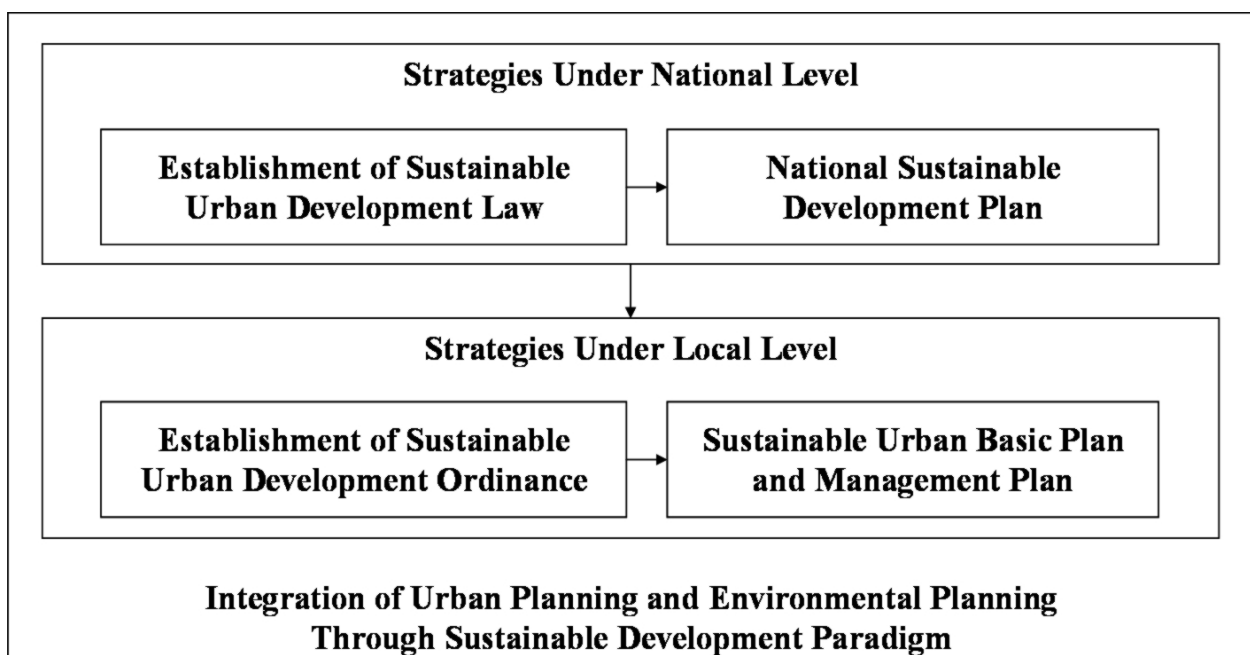 Strategies Under National Level
Establishment of Sustainable
Urban Development Law
National Sustainable
Development Plan
Strategies Under Local Level
Establishment of Sustainable
Urban Development Ordinance
Sustainable Urban Basic Plan
and Management Plan
Integration of Urban Planning and Environmental Planning
Through Sustainable Development Paradigm